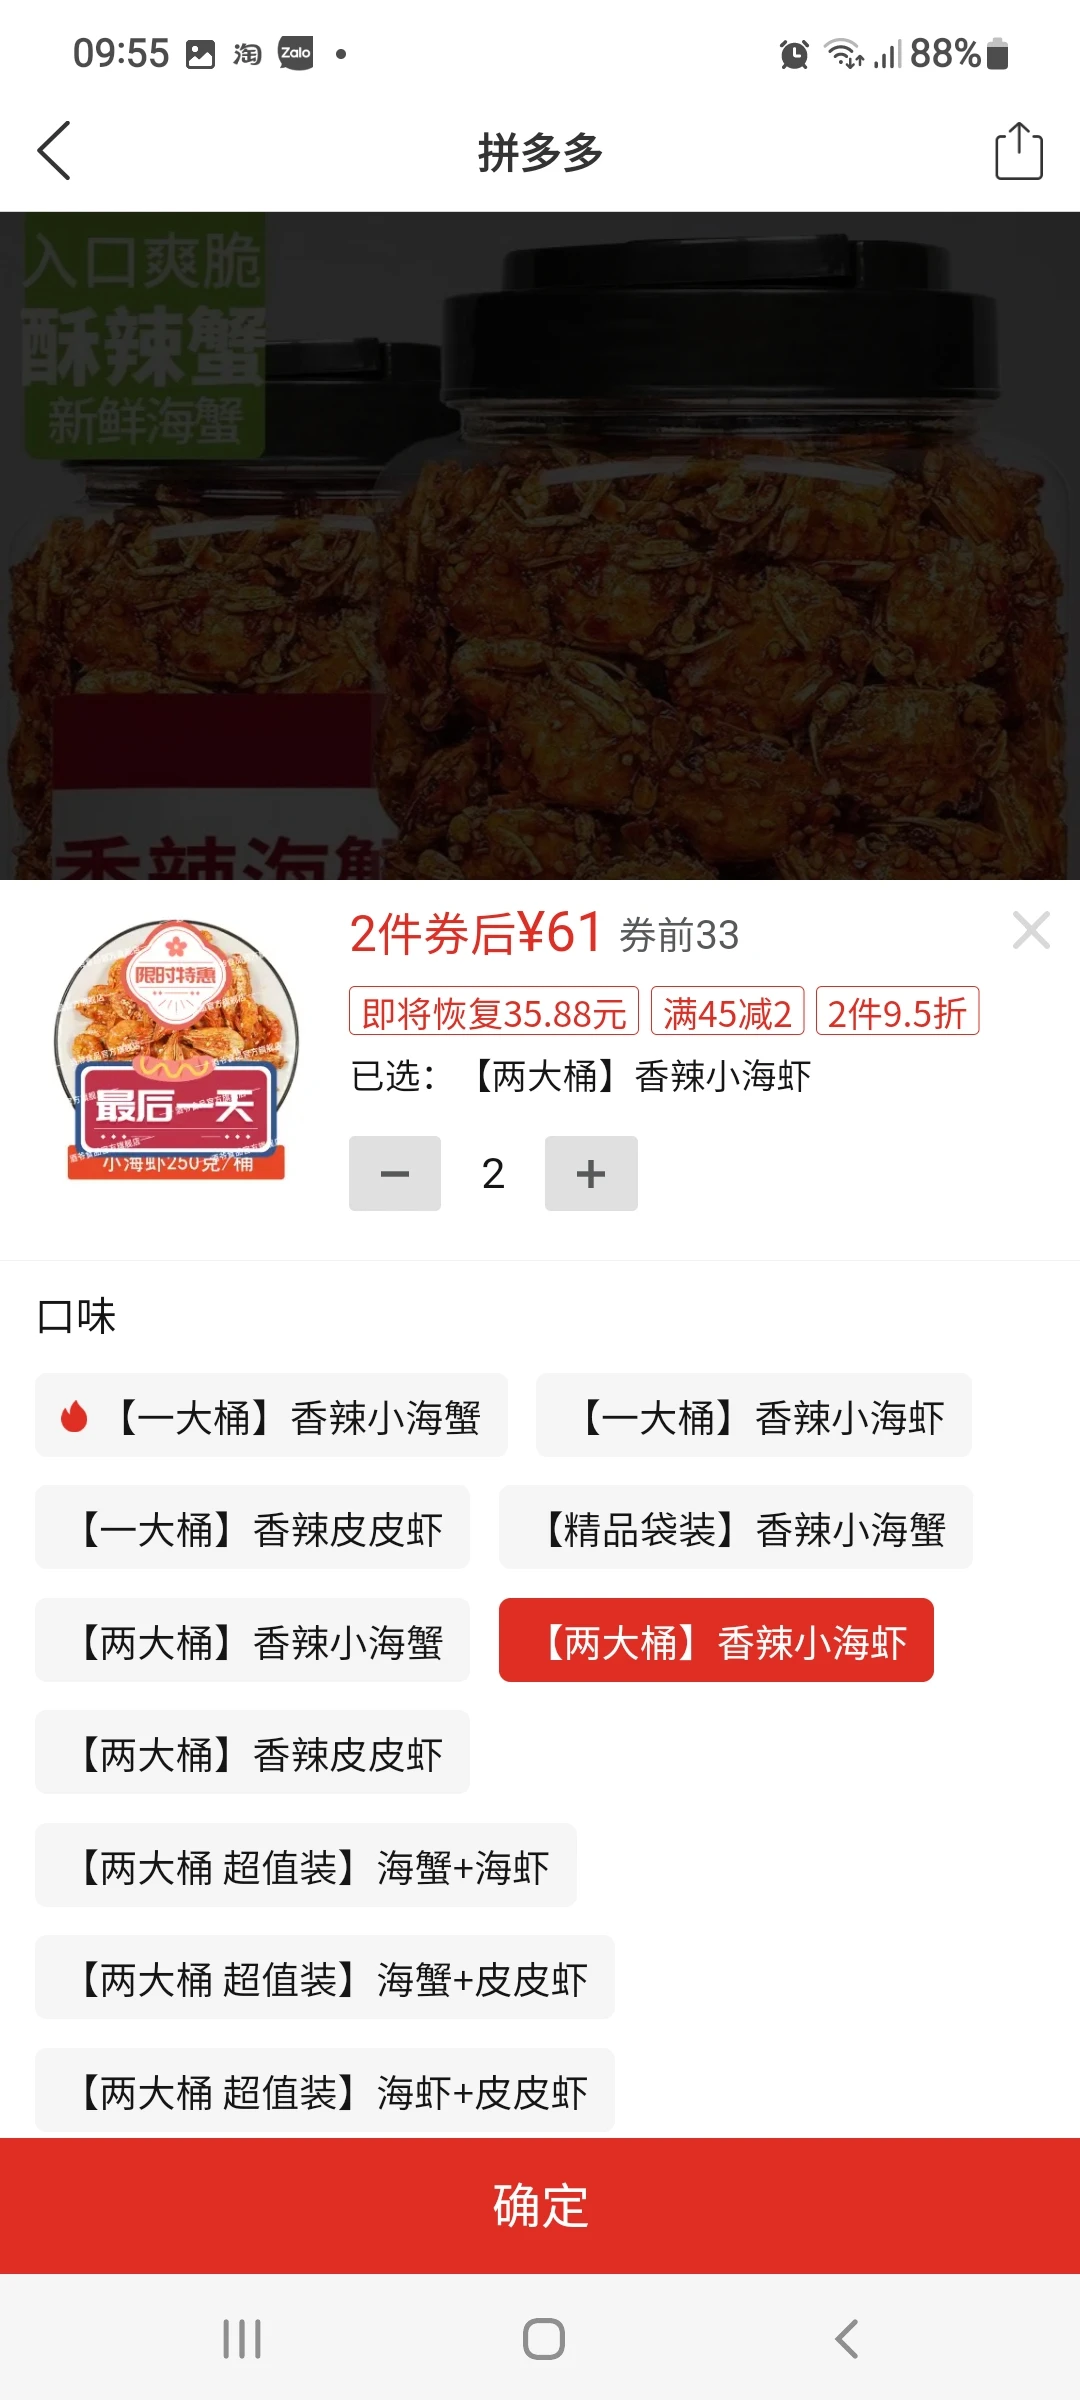 09:55 淘 Zalo 88%
拼多多
入口爽脆
酥辣蟹
新鲜海蟹
香辣海蟹
2件券后¥61 券前33
即将恢复35.88元 满45减2 2件9.5折
已选：【两大桶】香辣小海虾
限时特惠
最后一天
小海虾250克/桶
2
口味
【一大桶】香辣小海蟹 【一大桶】香辣小海虾
【一大桶】香辣皮皮虾 【精品袋装】香辣小海蟹
【两大桶】香辣小海蟹 【两大桶】香辣小海虾
【两大桶】香辣皮皮虾
【两大桶 超值装】海蟹+海虾
【两大桶 超值装】海蟹+皮皮虾
【两大桶 超值装】海虾+皮皮虾
确定